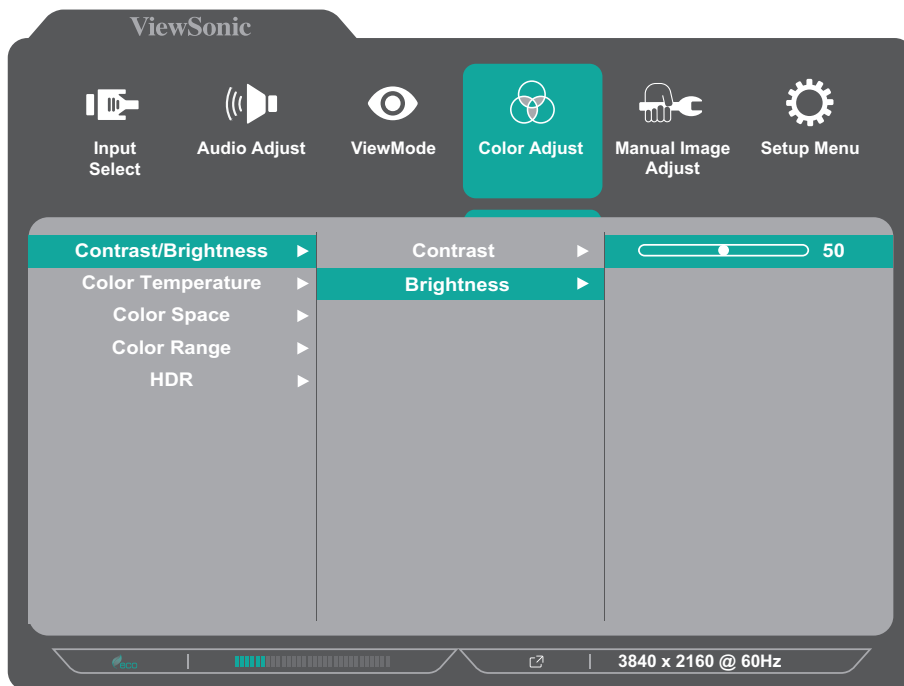 ViewSonic
Input
Select
Audio Adjust
ViewMode
Color Adjust
Manual Image
Adjust
Setup Menu
Contrast/Brightness
Color Temperature
Color Space
Color Range
HDR
Contrast
Brightness
50
eco
3840 x 2160 @ 60Hz